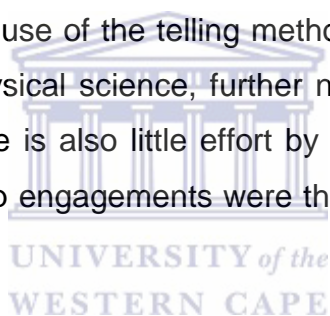 use of the telling metho
ysical science, further n
e is also little effort by
o engagements were th
UNIVERSITY of the
WESTERN CAPE